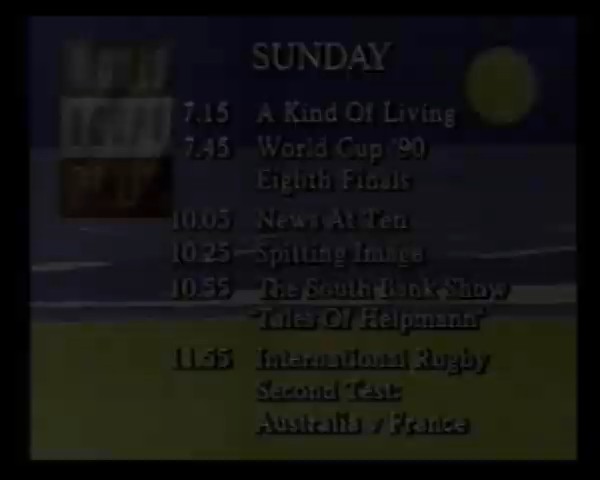 SUNDAY
7.15 A Kind Of Living
7.45 World Cup '90
Eighth Finals
10.05 News At Ten
10.25 Spitting Image
10.55 The South Bank Show
'Tales Of Helpmann'
11.55 International Rugby
Second Test:
Australia v France